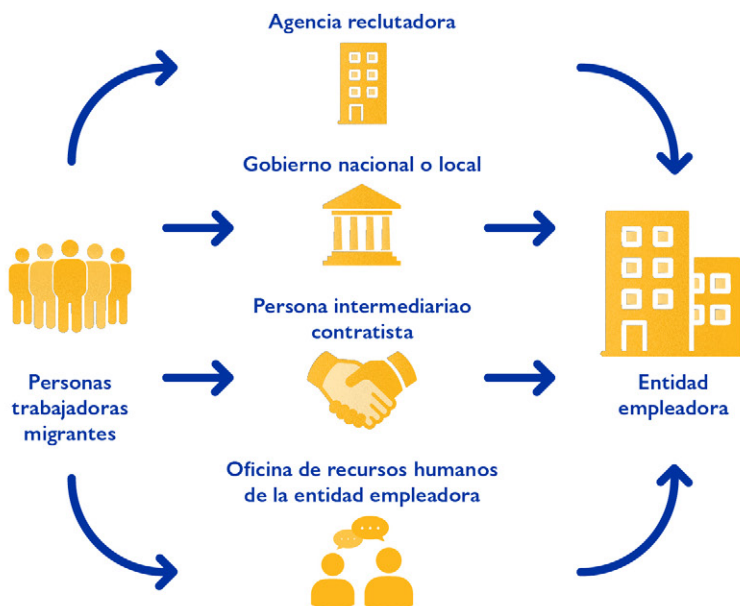 Agencia reclutadora
Gobierno nacional o local
Persona intermediariao
contratista
Personas
trabajadoras
migrantes
Entidad
empleadora
Oficina de recursos humanos
de la entidad empleadora